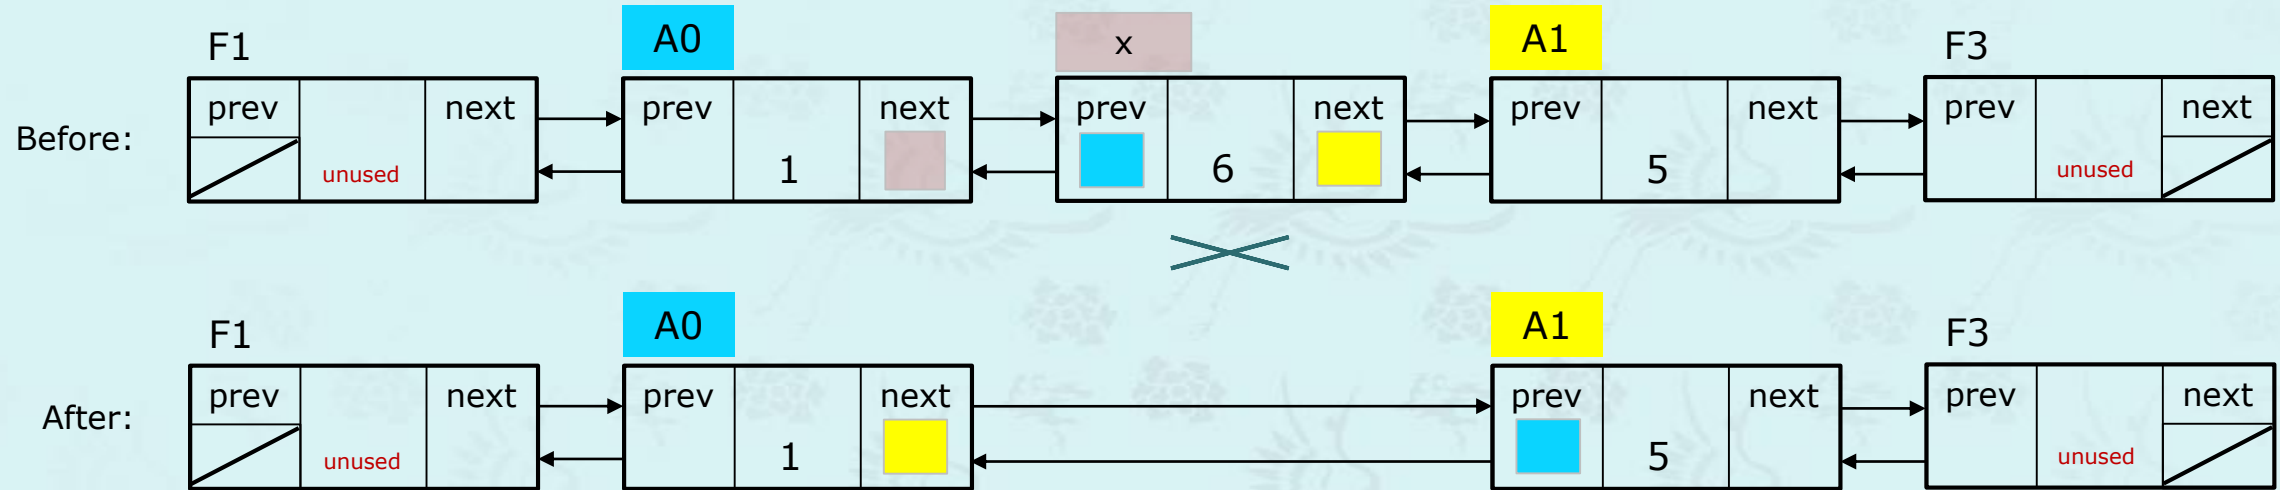 F1 A0 x A1 F3
Before: prev unused next prev 1 next prev 6 next prev 5 next prev unused next
F1 A0 A1 F3
After: prev unused next prev 1 next prev 5 next prev unused next